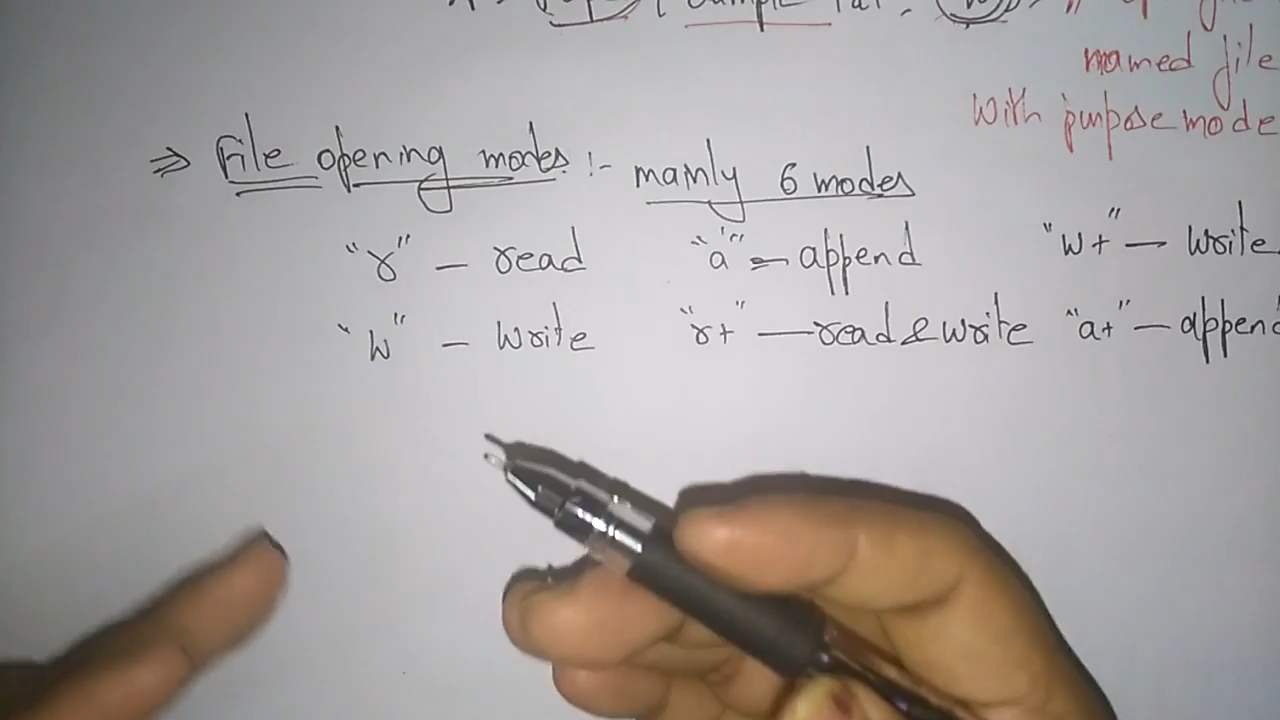 named file
with purpose mode
⇒ File opening modes :- mainly 6 modes
"r" — read "a" — append "w+" — write
"w" — write "r+" — read & write "a+" — append